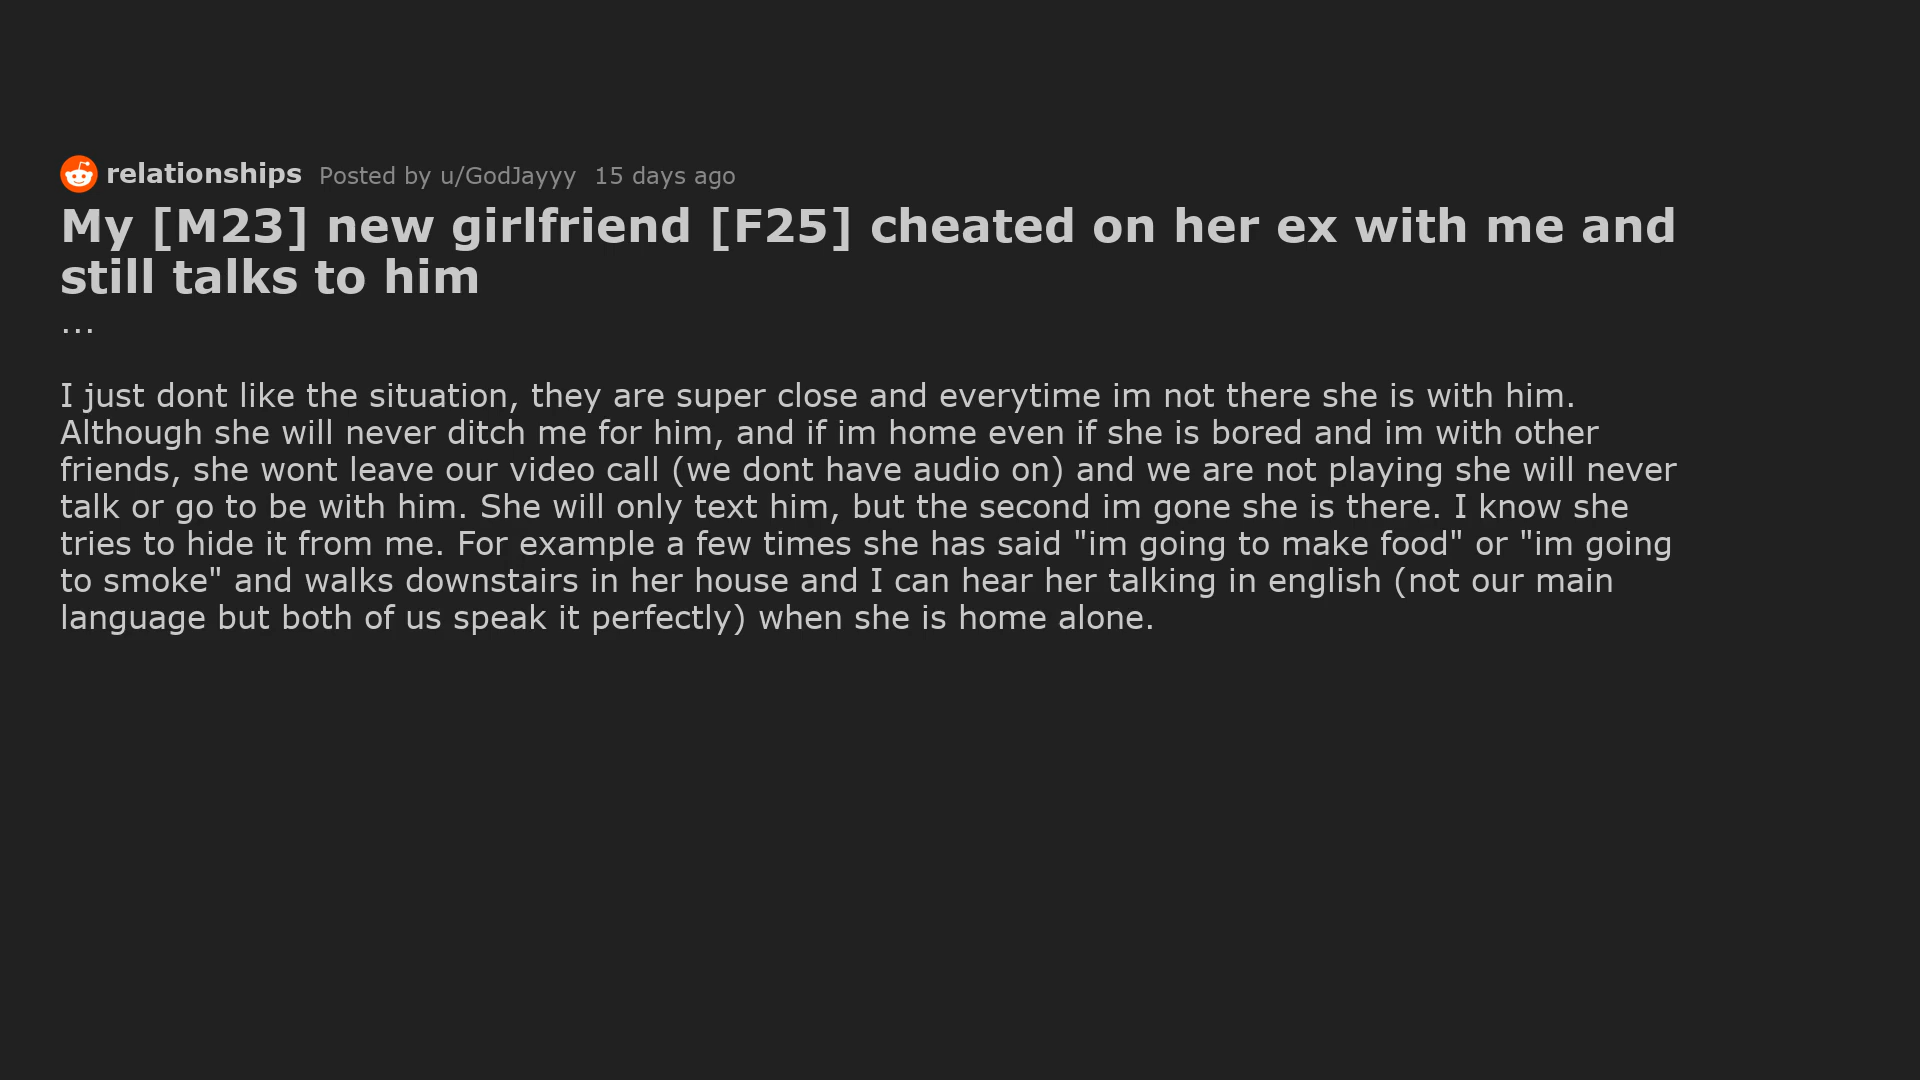 relationships Posted by u/GodJayyy 15 days ago
My [M23] new girlfriend [F25] cheated on her ex with me and
still talks to him
...
I just dont like the situation, they are super close and everytime im not there she is with him.
Although she will never ditch me for him, and if im home even if she is bored and im with other
friends, she wont leave our video call (we dont have audio on) and we are not playing she will never
talk or go to be with him. She will only text him, but the second im gone she is there. I know she
tries to hide it from me. For example a few times she has said "im going to make food" or "im going
to smoke" and walks downstairs in her house and I can hear her talking in english (not our main
language but both of us speak it perfectly) when she is home alone.